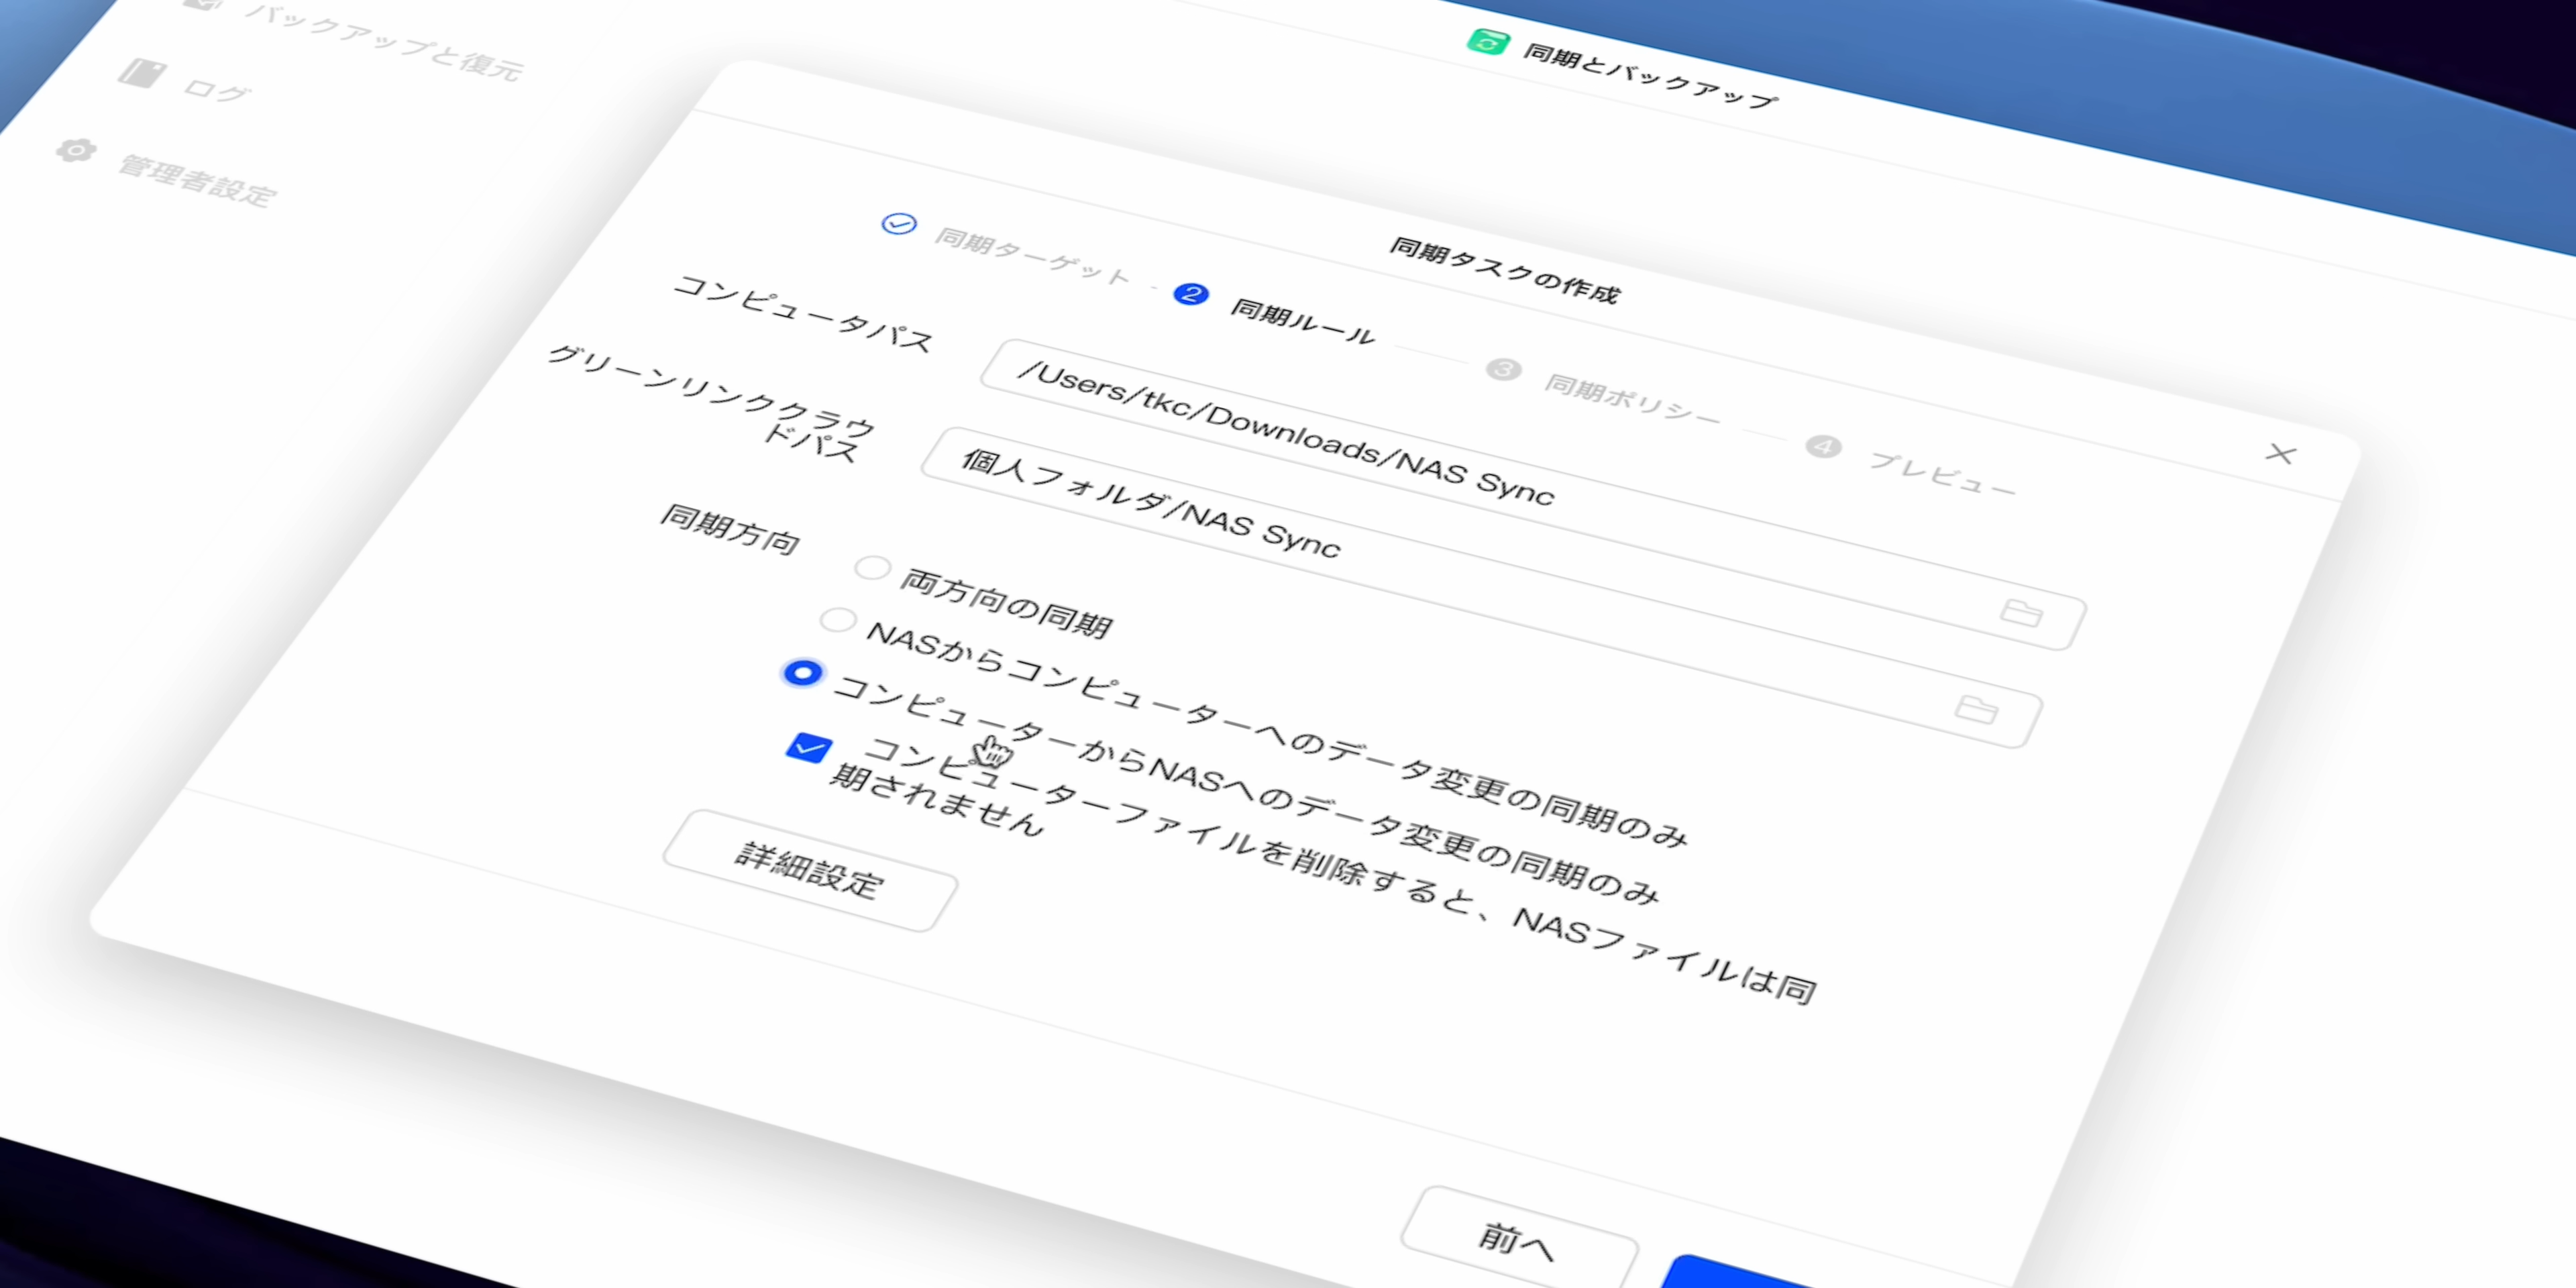 バックアップと復元
ログ
管理者設定
同期とバックアップ
同期タスクの作成
同期ターゲット
2 同期ルール
3 同期ポリシー
4 プレビュー
コンピュータパス
/Users/tkc/Downloads/NAS Sync
グリーンリンククラウ
ドパス
個人フォルダ/NAS Sync
同期方向
両方向の同期
NASからコンピューターへのデータ変更の同期のみ
コンピューターからNASへのデータ変更の同期のみ
コンピューターファイルを削除すると、NASファイルは同
期されません
詳細設定
前へ